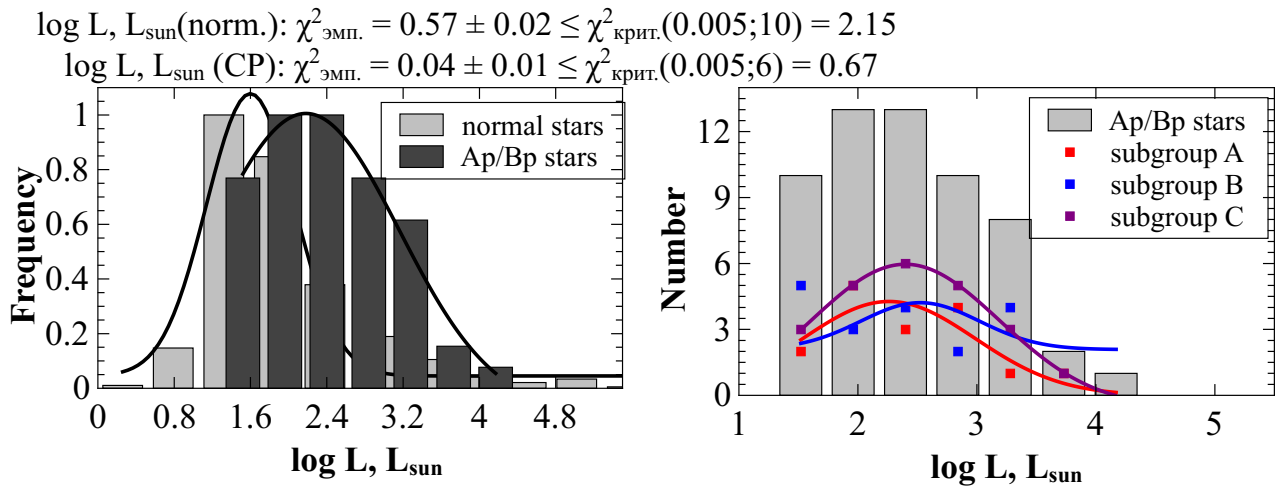 log L, Lsun(norm.): χ²эмп. = 0.57 ± 0.02 ≤ χ²крит.(0.005;10) = 2.15
log L, Lsun (CP): χ²эмп. = 0.04 ± 0.01 ≤ χ²крит.(0.005;6) = 0.67
Frequency
1
0.8
0.6
0.4
0.2
0
0 0.8 1.6 2.4 3.2 4 4.8
log L, Lsun
normal stars
Ap/Bp stars
Number
12
9
6
3
0
1 2 3 4 5
log L, Lsun
Ap/Bp stars
subgroup A
subgroup B
subgroup C